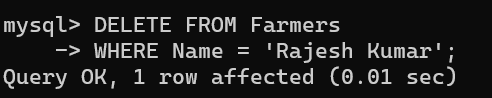 mysql> DELETE FROM Farmers
    -> WHERE Name = 'Rajesh Kumar';
Query OK, 1 row affected (0.01 sec)